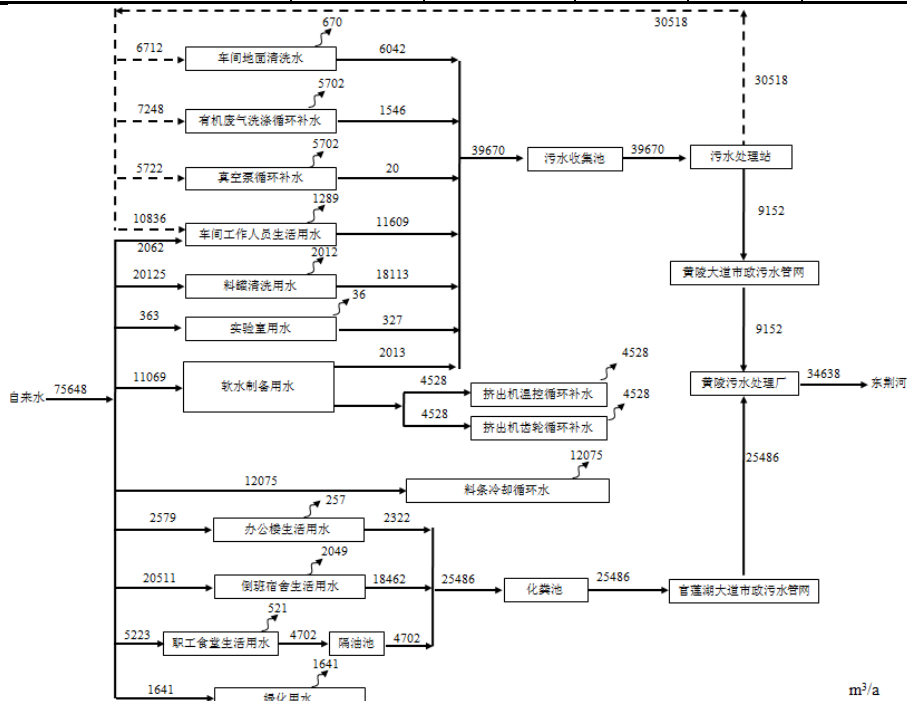 670
30518
6712
车间地面清洗水
6042
30518
5702
7248
有机废气洗涤循环补水
1546
5702
39670
污水收集池
39670
污水处理站
5722
真空泵循环补水
20
1289
10836
车间工作人员生活用水
11609
9152
2062
2012
20125
料罐清洗用水
18113
黄陵大道市政污水管网
36
363
实验室用水
327
9152
2013
4528
自来水
75648
11069
软水制备用水
4528
挤出机温控循环补水
黄陵污水处理厂
34638
东荆河
4528
4528
挤出机齿轮循环补水
25486
12075
12075
料条冷却循环水
257
2579
办公楼生活用水
2322
2049
20511
倒班宿舍生活用水
18462
25486
化粪池
25486
官莲湖大道市政污水管网
521
5223
职工食堂生活用水
4702
隔油池
4702
1641
1641
绿化用水
m³/a